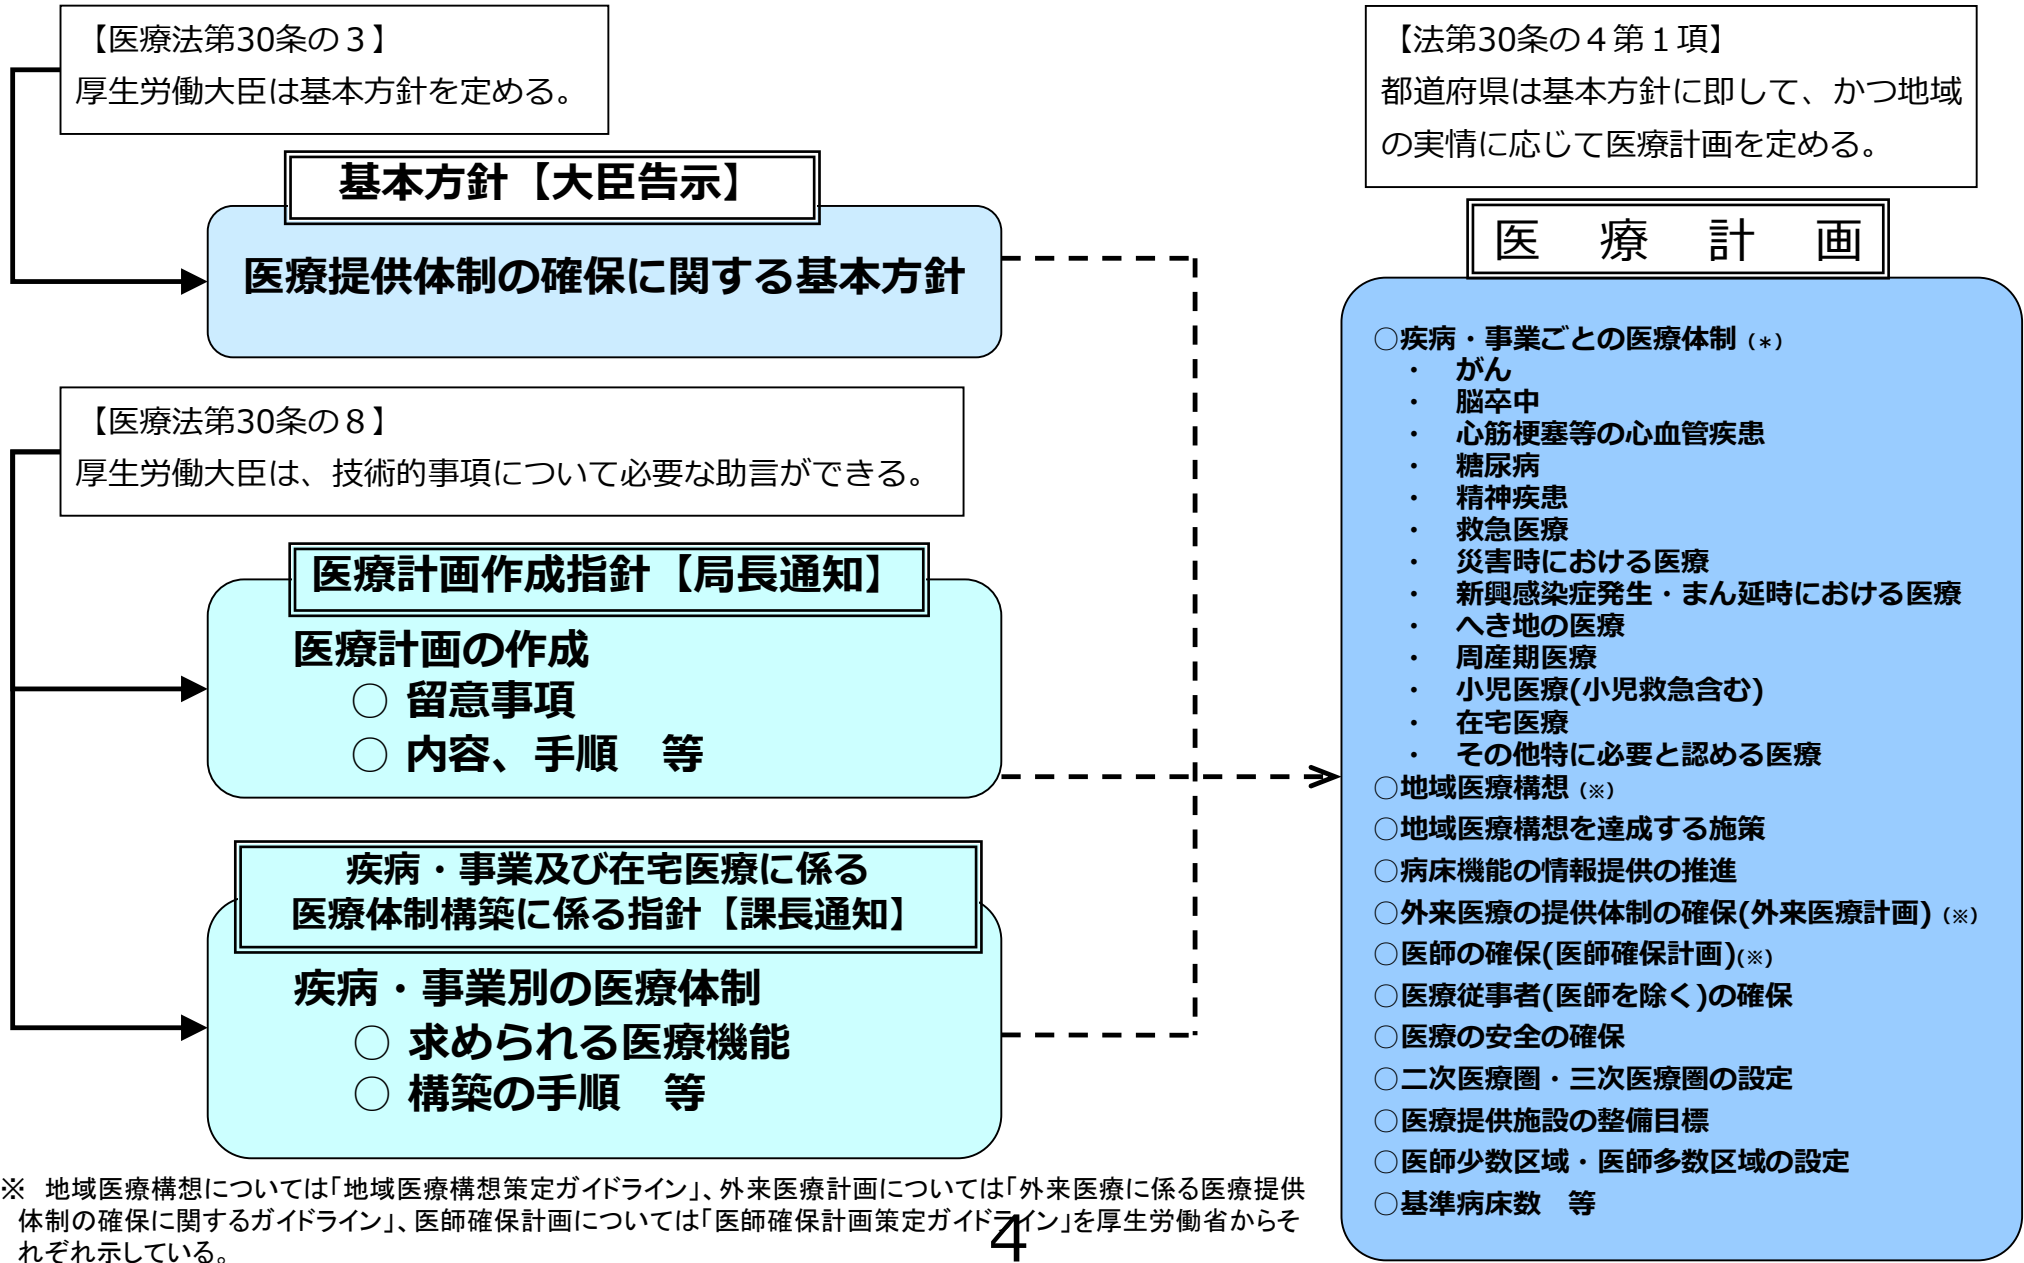 【医療法第30条の３】
厚生労働大臣は基本方針を定める。
基本方針【大臣告示】
医療提供体制の確保に関する基本方針
【医療法第30条の８】
厚生労働大臣は、技術的事項について必要な助言ができる。
医療計画作成指針【局長通知】
医療計画の作成
○ 留意事項
○ 内容、手順　等
疾病・事業及び在宅医療に係る
医療体制構築に係る指針【課長通知】
疾病・事業別の医療体制
○ 求められる医療機能
○ 構築の手順　等
※　地域医療構想については「地域医療構想策定ガイドライン」、外来医療計画については「外来医療に係る医療提供
体制の確保に関するガイドライン」、医師確保計画については「医師確保計画策定ガイドライン」を厚生労働省からそ
れぞれ示している。
4
【法第30条の４第１項】
都道府県は基本方針に即して、かつ地域
の実情に応じて医療計画を定める。
医　療　計　画
○疾病・事業ごとの医療体制（＊）
・　がん
・　脳卒中
・　心筋梗塞等の心血管疾患
・　糖尿病
・　精神疾患
・　救急医療
・　災害時における医療
・　新興感染症発生・まん延時における医療
・　へき地の医療
・　周産期医療
・　小児医療(小児救急含む)
・　在宅医療
・　その他特に必要と認める医療
○地域医療構想（※）
○地域医療構想を達成する施策
○病床機能の情報提供の推進
○外来医療の提供体制の確保(外来医療計画)（※）
○医師の確保(医師確保計画)(※)
○医療従事者(医師を除く)の確保
○医療の安全の確保
○二次医療圏・三次医療圏の設定
○医療提供施設の整備目標
○医師少数区域・医師多数区域の設定
○基準病床数　等